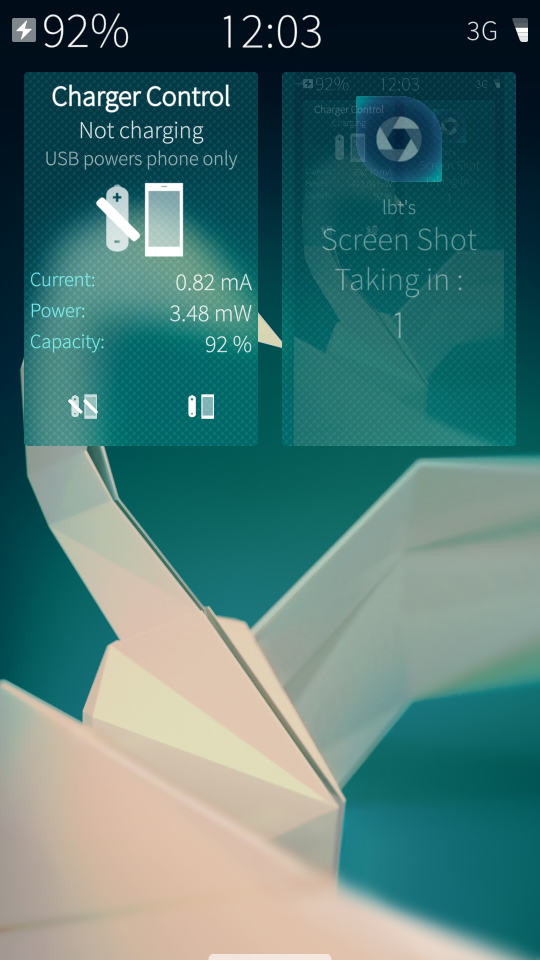 92%
12:03
3G
Charger Control
Not charging
USB powers phone only
Current: 0.82 mA
Power: 3.48 mW
Capacity: 92 %
92%
12:03
3G
Charger Control
lbt's
Screen Shot
Taking in :
1